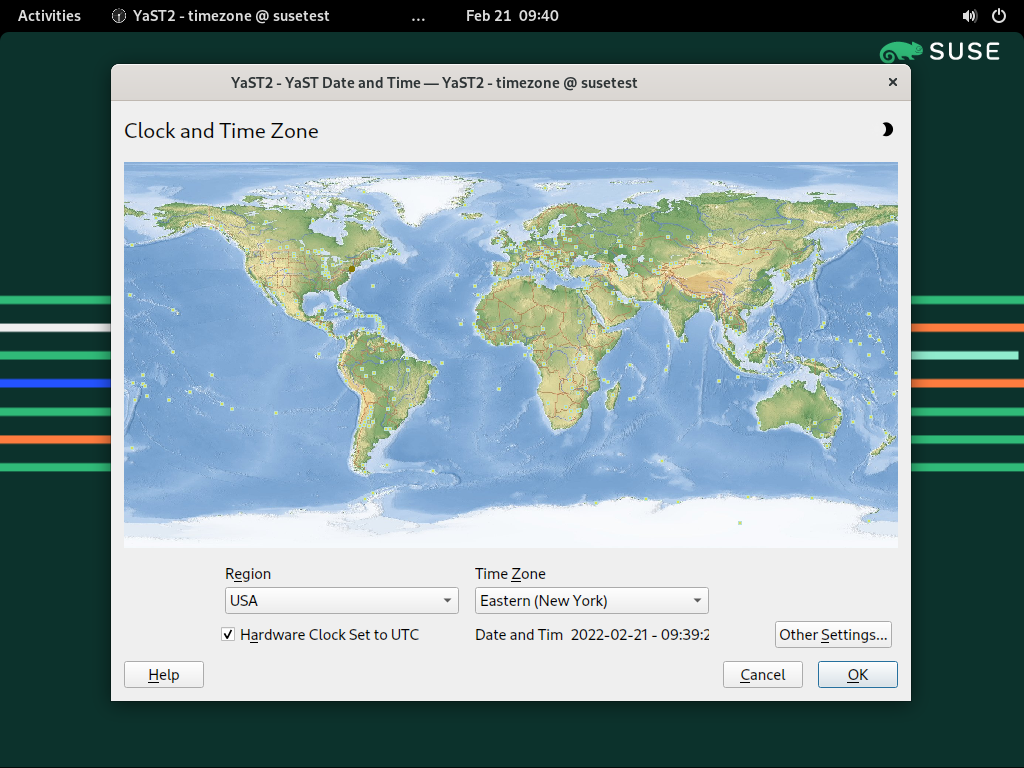 Activities YaST2 - timezone @ susetest ... Feb 21 09:40
SUSE
YaST2 - YaST Date and Time — YaST2 - timezone @ susetest
Clock and Time Zone
Region Time Zone
USA Eastern (New York)
Hardware Clock Set to UTC Date and Tim 2022-02-21 - 09:39:2 Other Settings...
Help Cancel OK